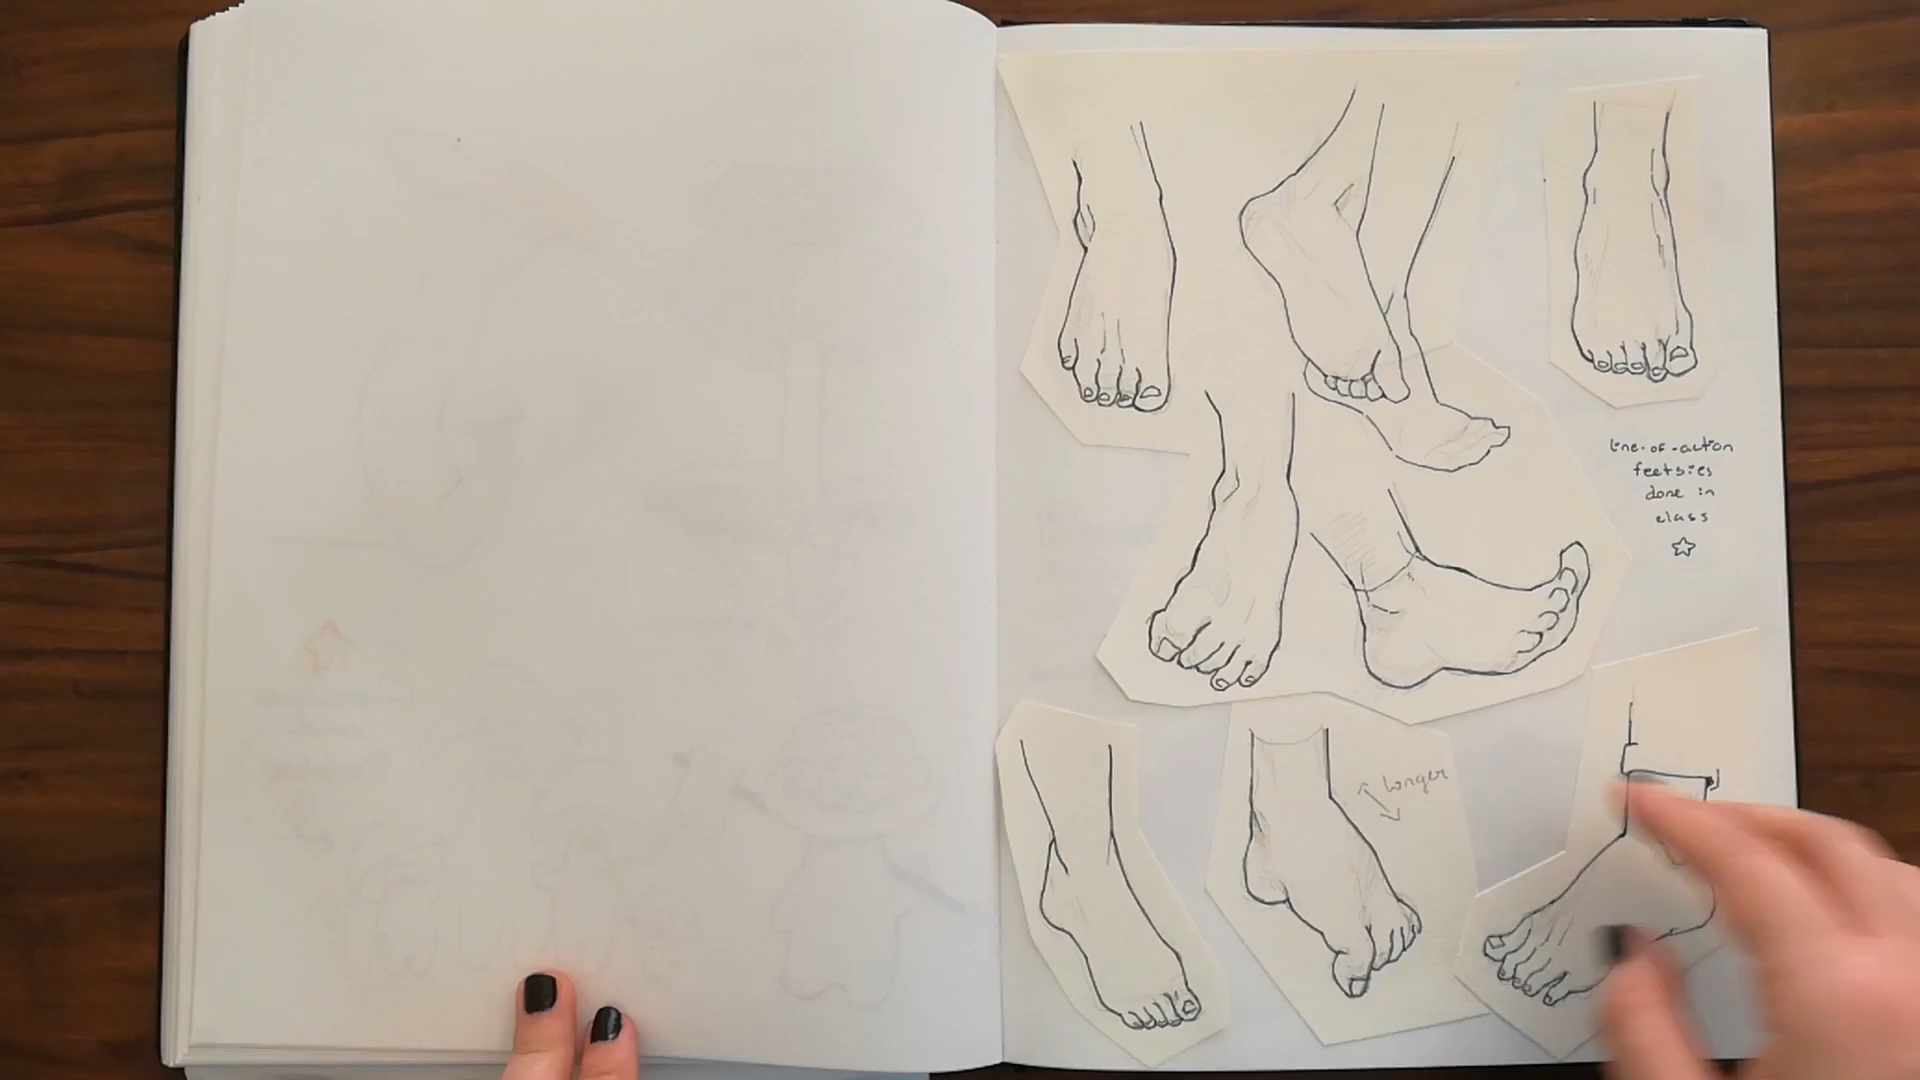 line-of-action
feetsies
done in
class
longer